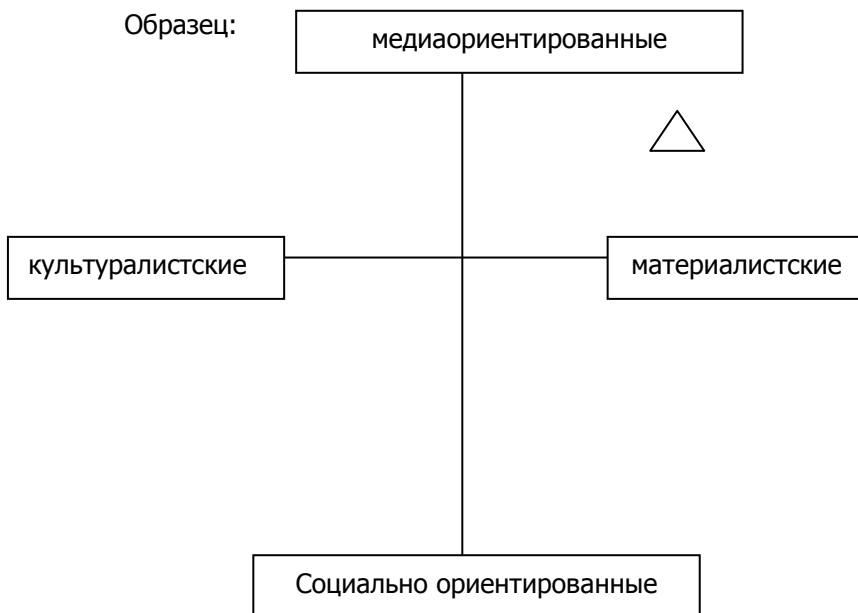 Образец:
медиаориентированные
культуралистские
материалистские
Социально ориентированные